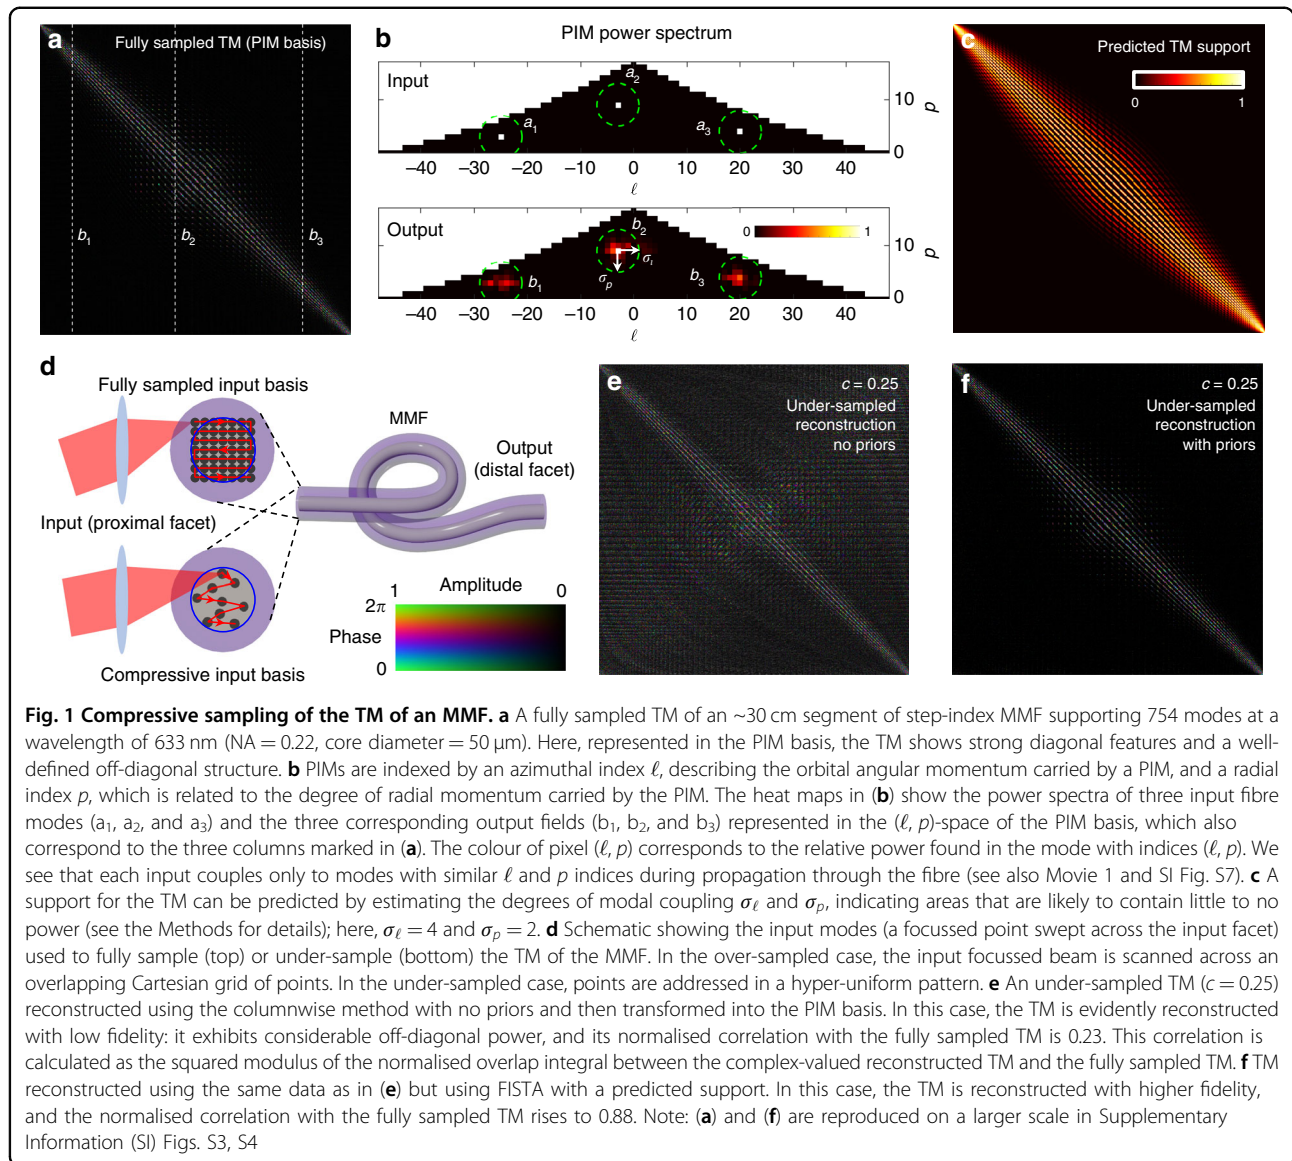 a
Fully sampled TM (PIM basis)
b₁
b₂
b₃
b
PIM power spectrum
Input
a₁
a₂
a₃
10
0
p
−40
−30
−20
−10
0
10
20
30
40
ℓ
Output
b₂
0
1
σₗ
σₚ
b₁
b₃
10
0
p
−40
−30
−20
−10
0
10
20
30
40
ℓ
c
Predicted TM support
0
1
d
Fully sampled input basis
MMF
Output
(distal facet)
Input (proximal facet)
Compressive input basis
Amplitude
1
0
2π
Phase
0
e
c = 0.25
Under-sampled
reconstruction
no priors
f
c = 0.25
Under-sampled
reconstruction
with priors
Fig. 1 Compressive sampling of the TM of an MMF. a A fully sampled TM of an ~30 cm segment of step-index MMF supporting 754 modes at a
wavelength of 633 nm (NA = 0.22, core diameter = 50 μm). Here, represented in the PIM basis, the TM shows strong diagonal features and a well-
defined off-diagonal structure. b PIMs are indexed by an azimuthal index ℓ, describing the orbital angular momentum carried by a PIM, and a radial
index p, which is related to the degree of radial momentum carried by the PIM. The heat maps in (b) show the power spectra of three input fibre
modes (a₁, a₂, and a₃) and the three corresponding output fields (b₁, b₂, and b₃) represented in the (ℓ, p)-space of the PIM basis, which also
correspond to the three columns marked in (a). The colour of pixel (ℓ, p) corresponds to the relative power found in the mode with indices (ℓ, p). We
see that each input couples only to modes with similar ℓ and p indices during propagation through the fibre (see also Movie 1 and SI Fig. S7). c A
support for the TM can be predicted by estimating the degrees of modal coupling σℓ and σₚ, indicating areas that are likely to contain little to no
power (see the Methods for details); here, σℓ = 4 and σₚ = 2. d Schematic showing the input modes (a focussed point swept across the input facet)
used to fully sample (top) or under-sample (bottom) the TM of the MMF. In the over-sampled case, the input focussed beam is scanned across an
overlapping Cartesian grid of points. In the under-sampled case, points are addressed in a hyper-uniform pattern. e An under-sampled TM (c = 0.25)
reconstructed using the columnwise method with no priors and then transformed into the PIM basis. In this case, the TM is evidently reconstructed
with low fidelity: it exhibits considerable off-diagonal power, and its normalised correlation with the fully sampled TM is 0.23. This correlation is
calculated as the squared modulus of the normalised overlap integral between the complex-valued reconstructed TM and the fully sampled TM. f TM
reconstructed using the same data as in (e) but using FISTA with a predicted support. In this case, the TM is reconstructed with higher fidelity,
and the normalised correlation with the fully sampled TM rises to 0.88. Note: (a) and (f) are reproduced on a larger scale in Supplementary
Information (SI) Figs. S3, S4